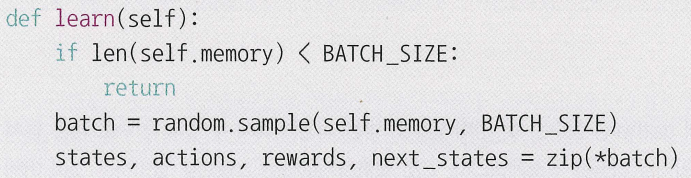 def learn(self):
    if len(self.memory) < BATCH_SIZE:
        return
    batch = random.sample(self.memory, BATCH_SIZE)
    states, actions, rewards, next_states = zip(*batch)